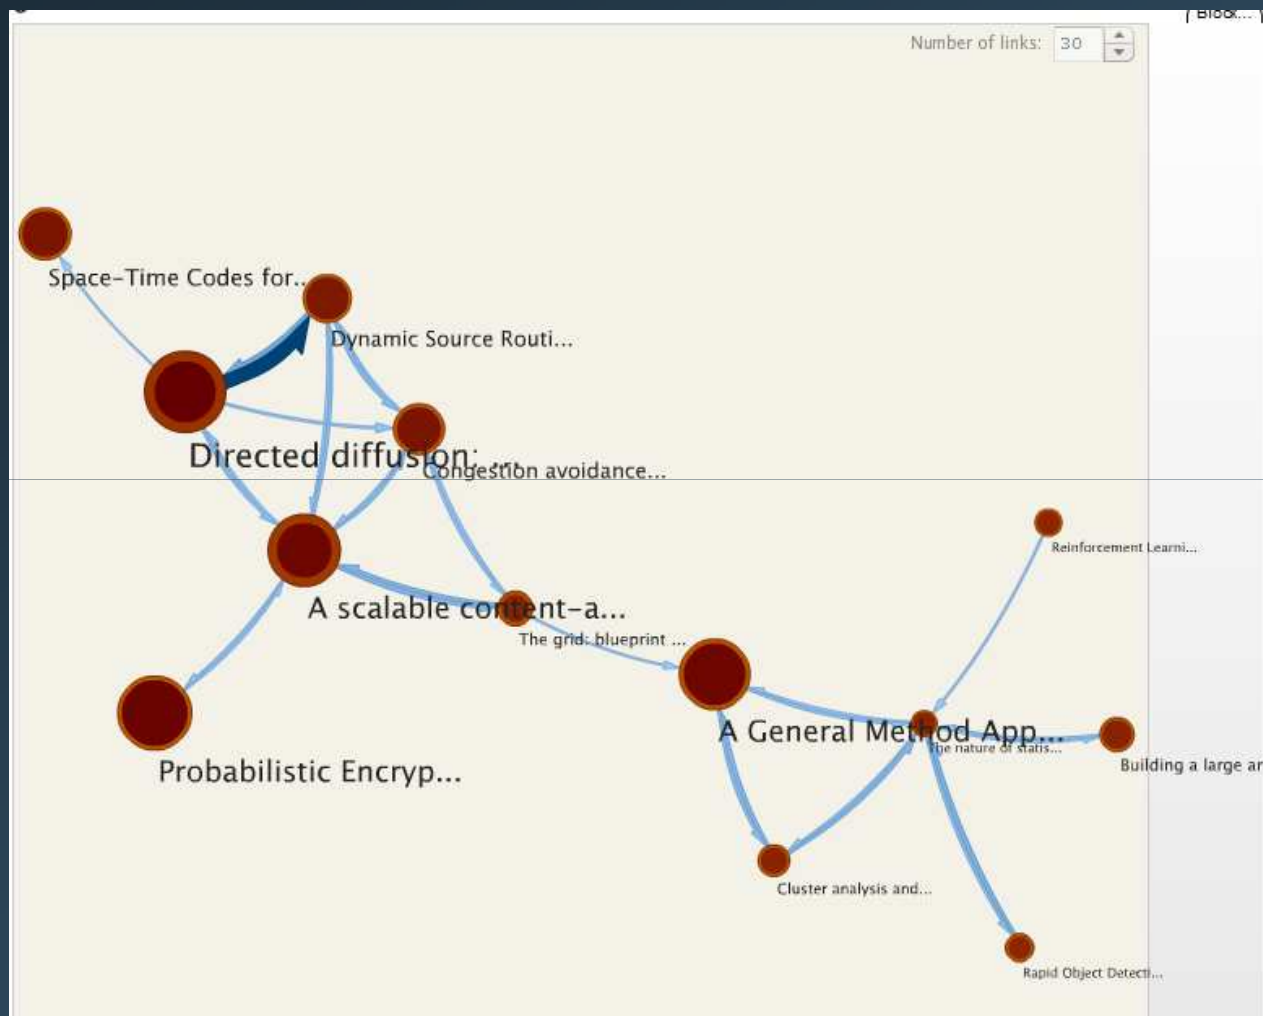 Block...
Number of links: 30
Space-Time Codes for...
Dynamic Source Routi...
Directed diffusion: ...
Congestion avoidance...
Reinforcement Learni...
A scalable content-a...
The grid: blueprint ...
A General Method App...
The nature of statis...
Building a large an
Probabilistic Encryp...
Cluster analysis and...
Rapid Object Detecti...